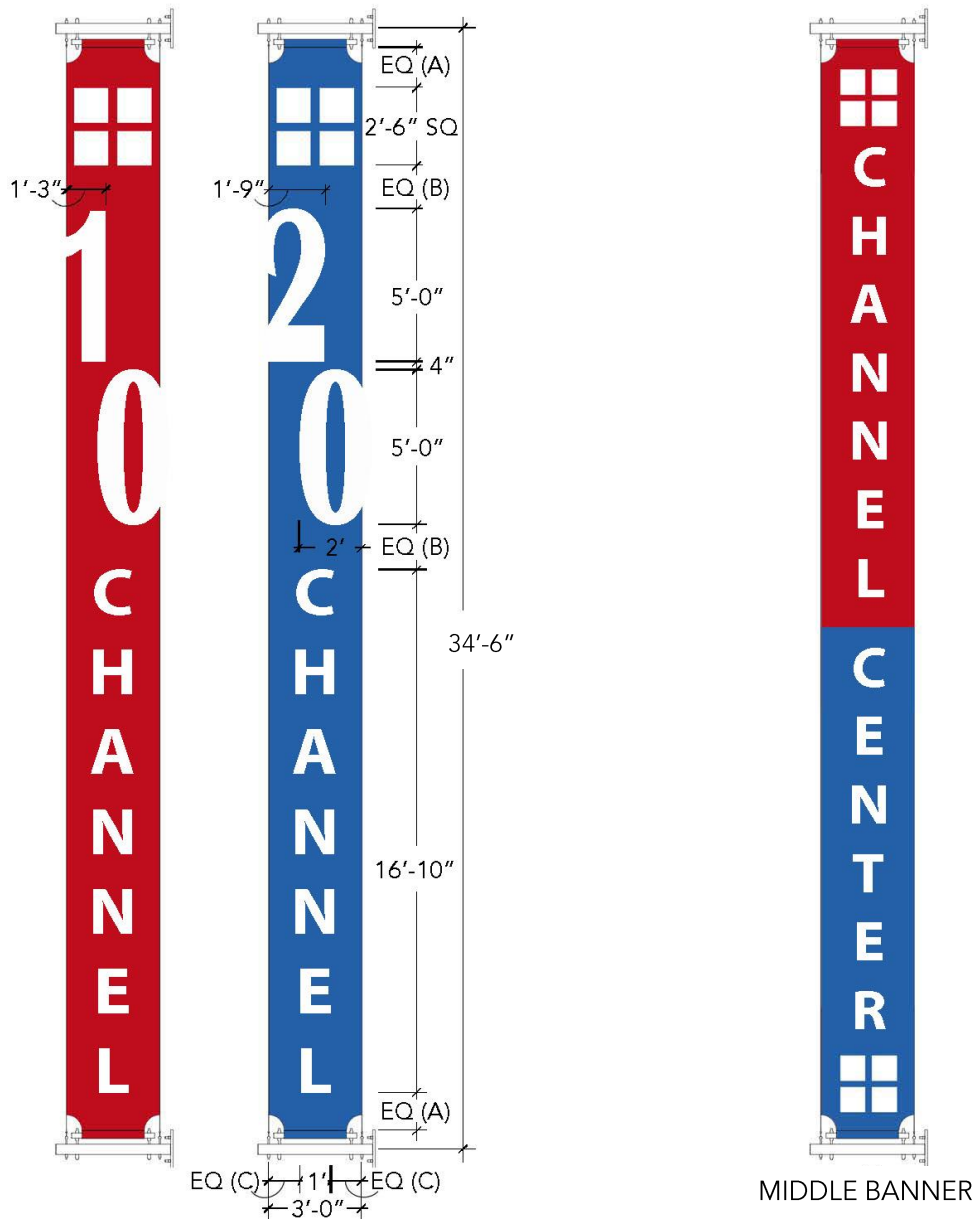 10
CHANNEL
1'-3"
20
CHANNEL
1'-9"
EQ (A)
2'-6" SQ
EQ (B)
5'-0"
4"
5'-0"
2'
EQ (B)
34'-6"
16'-10"
EQ (A)
EQ (C)
1'
EQ (C)
3'-0"
CHANNEL
CENTER
MIDDLE BANNER